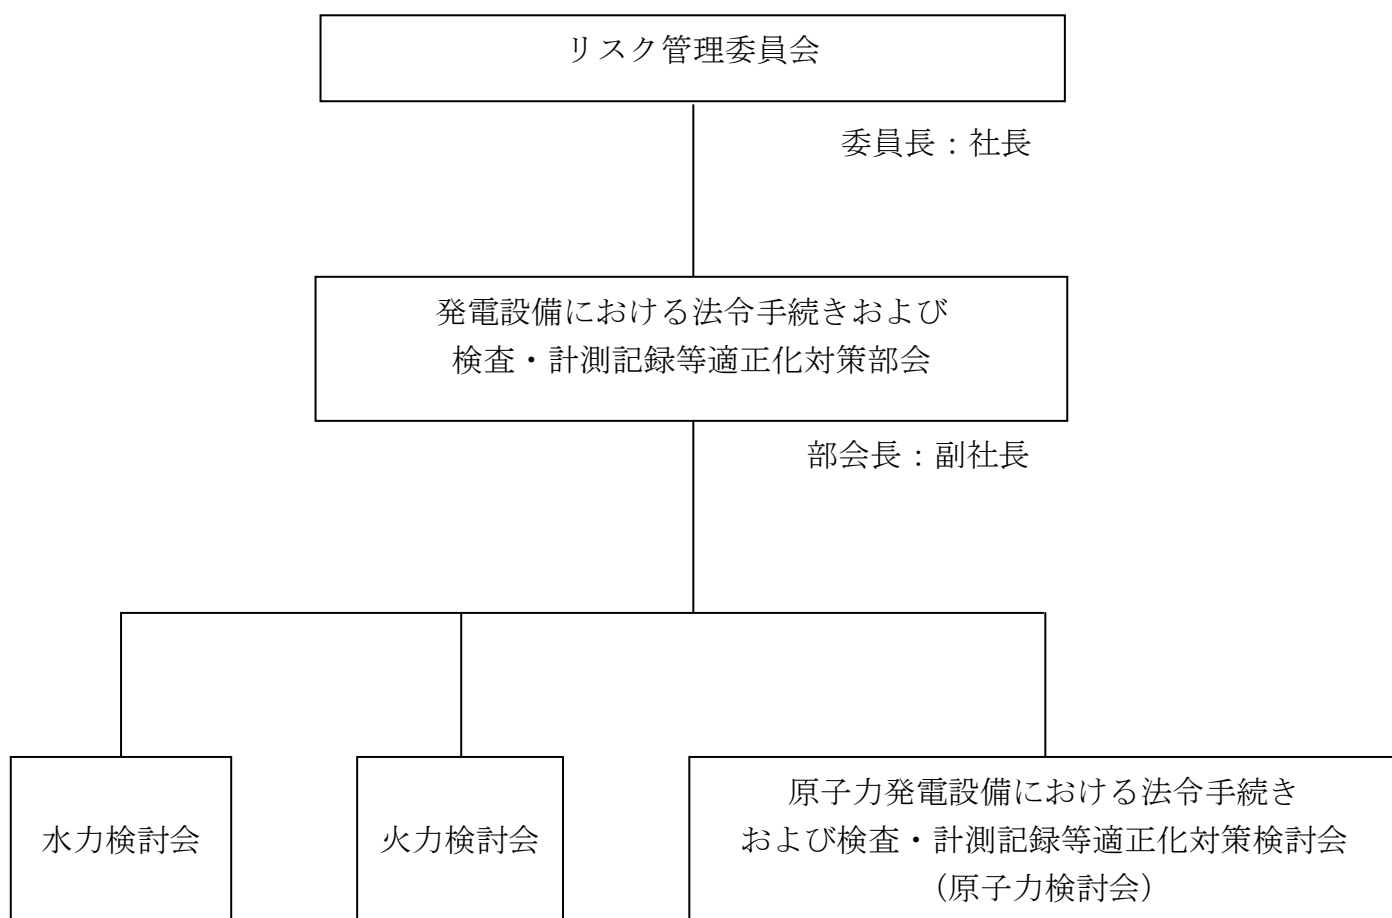 リスク管理委員会
委員長：社長
発電設備における法令手続きおよび
検査・計測記録等適正化対策部会
部会長：副社長
水力検討会
火力検討会
原子力発電設備における法令手続き
および検査・計測記録等適正化対策検討会
（原子力検討会）